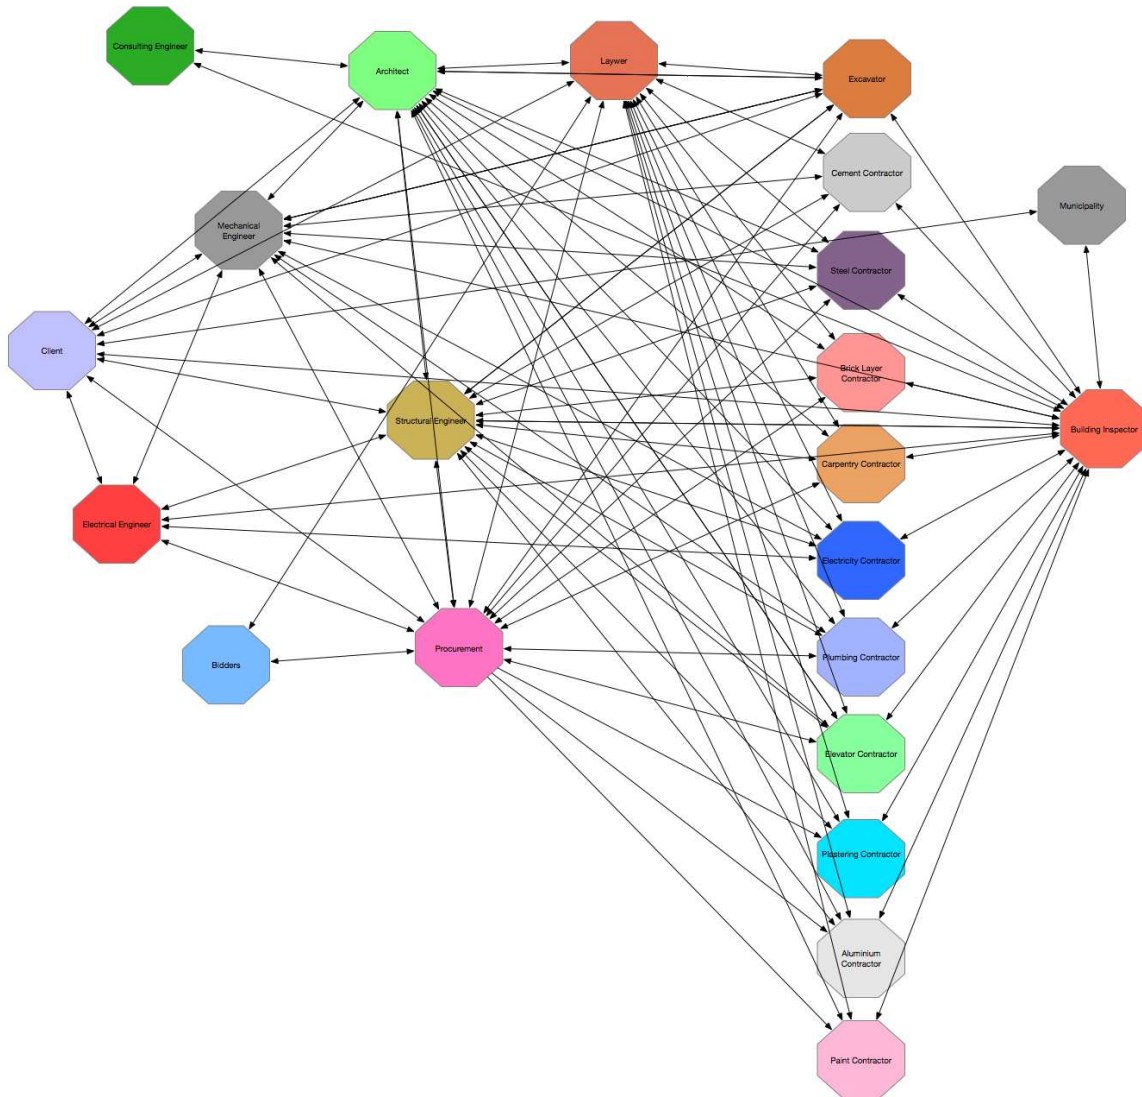 Consulting Engineer
Architect
Laywer
Excavator
Cement Contractor
Municipality
Mechanical
Engineer
Steel Contractor
Client
Brick Layer
Contractor
Structural Engineer
Building Inspector
Carpentry Contractor
Electrical Engineer
Electricity Contractor
Bidders
Procurement
Plumbing Contractor
Elevator Contractor
Plastering Contractor
Aluminium
Contractor
Paint Contractor